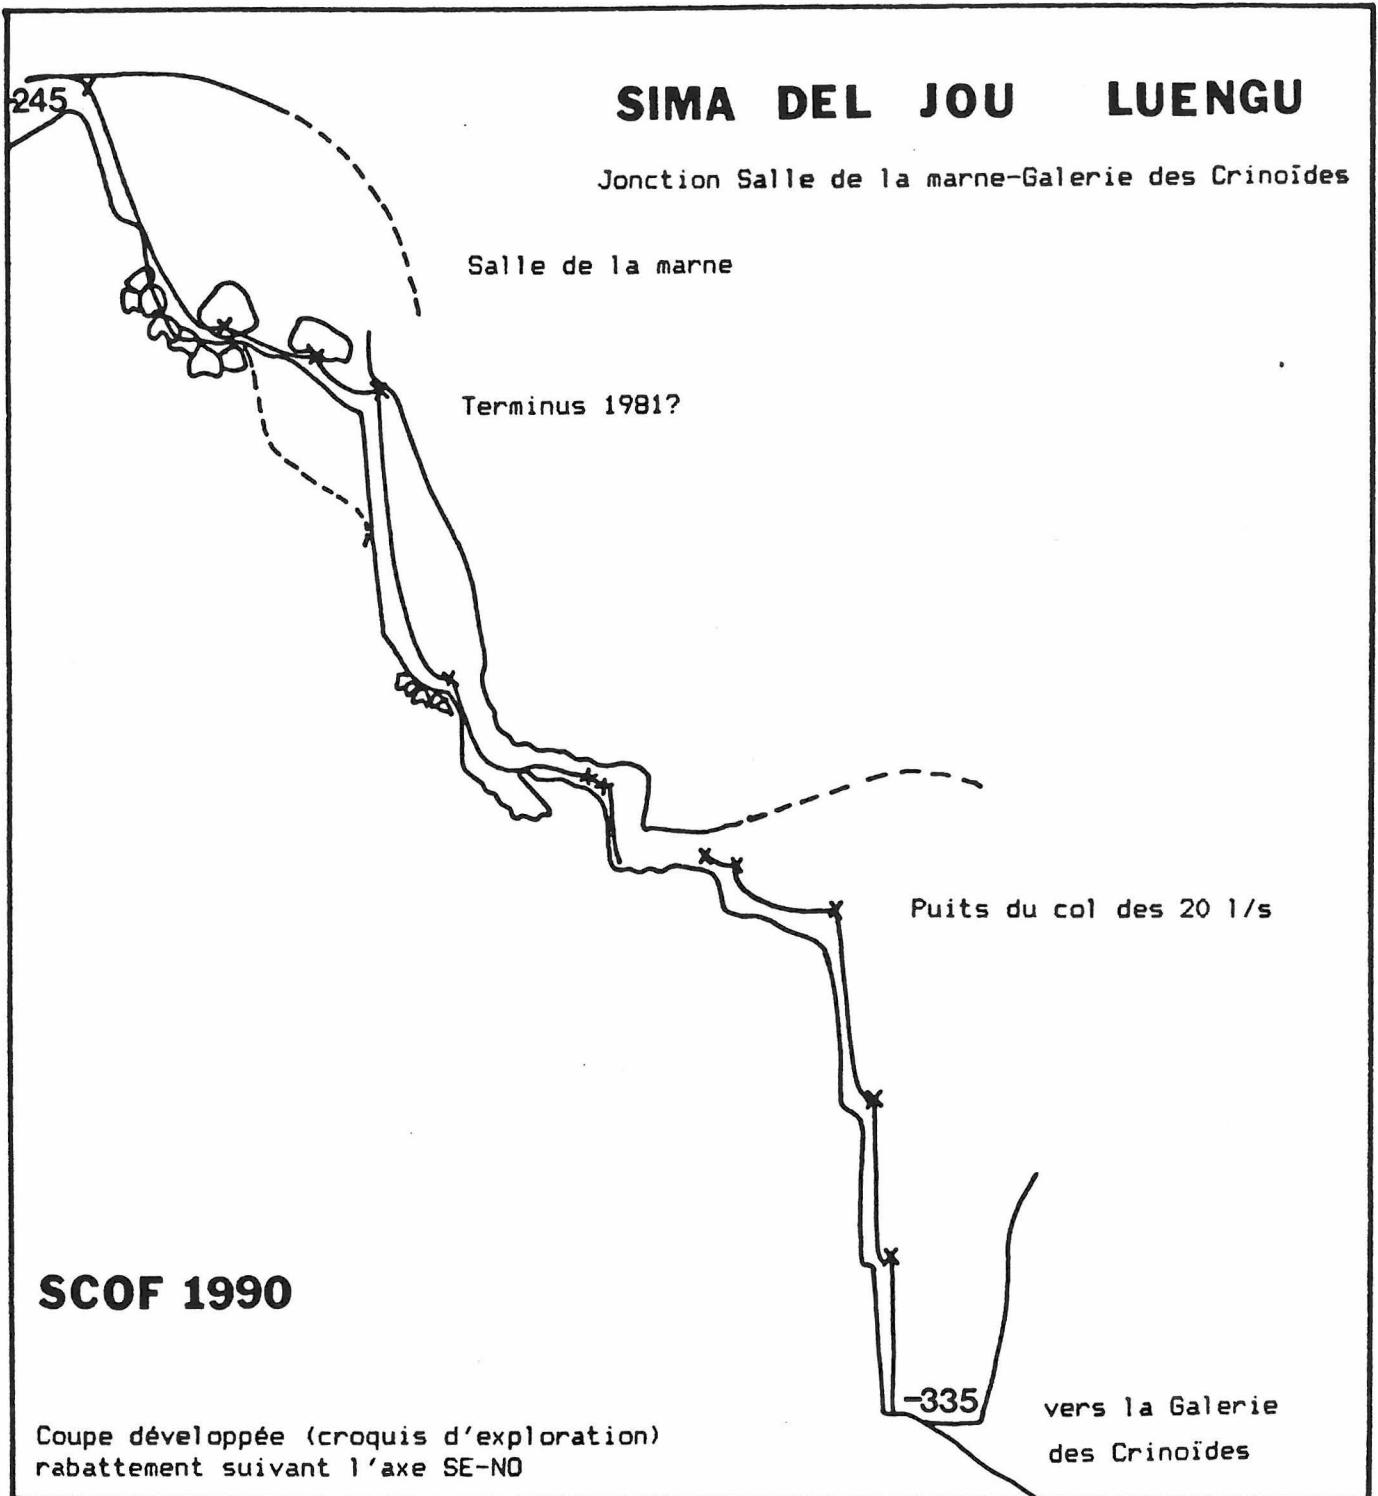 SIMA DEL JOU LUENGU
Jonction Salle de la marne-Galerie des Crinoïdes
-245
Salle de la marne
Terminus 1981?
Puits du col des 20 l/s
SCOF 1990
-335
vers la Galerie
des Crinoïdes
Coupe développée (croquis d'exploration)
rabattement suivant l'axe SE-NO